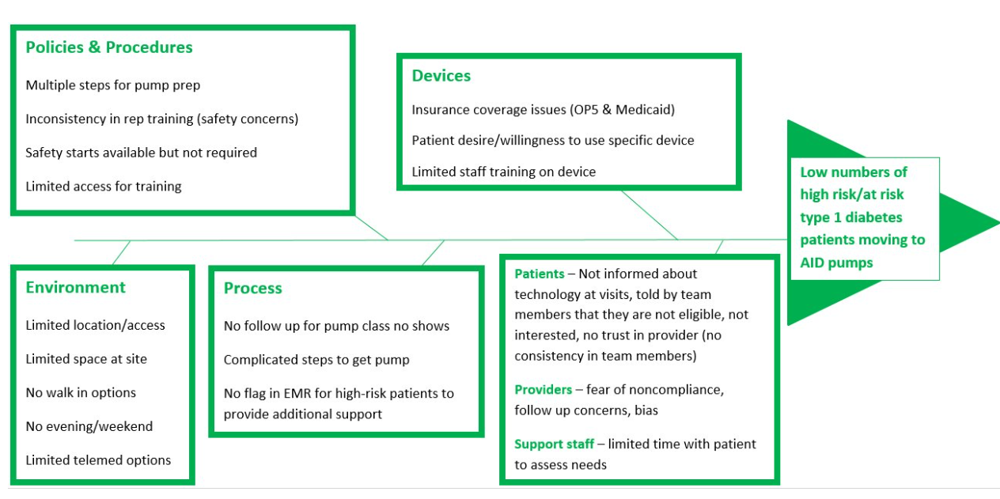 Policies & Procedures
Multiple steps for pump prep
Inconsistency in rep training (safety concerns)
Safety starts available but not required
Limited access for training
Devices
Insurance coverage issues (OP5 & Medicaid)
Patient desire/willingness to use specific device
Limited staff training on device
Low numbers of
high risk/at risk
type 1 diabetes
patients moving to
AID pumps
Environment
Limited location/access
Limited space at site
No walk in options
No evening/weekend
Limited telemed options
Process
No follow up for pump class no shows
Complicated steps to get pump
No flag in EMR for high-risk patients to
provide additional support
Patients – Not informed about
technology at visits, told by team
members that they are not eligible, not
interested, no trust in provider (no
consistency in team members)
Providers – fear of noncompliance,
follow up concerns, bias
Support staff – limited time with patient
to assess needs